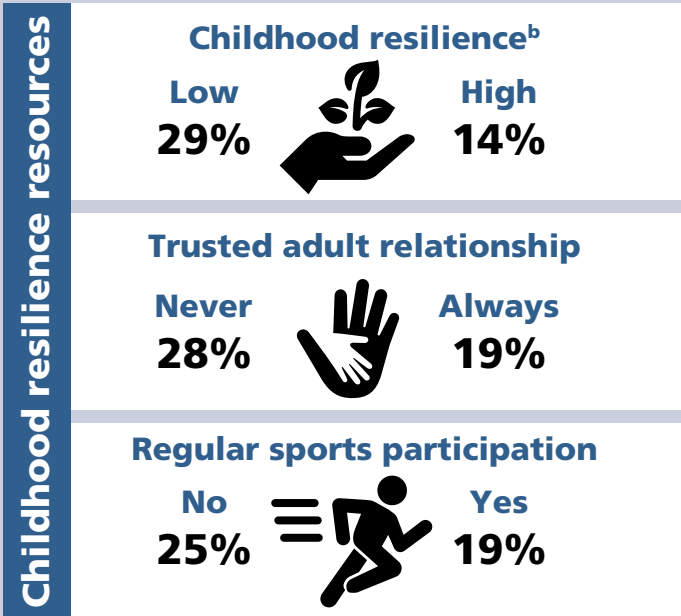 Childhood resilience resources
Childhood resilienceᵇ
Low High
29% 14%
Trusted adult relationship
Never Always
28% 19%
Regular sports participation
No Yes
25% 19%